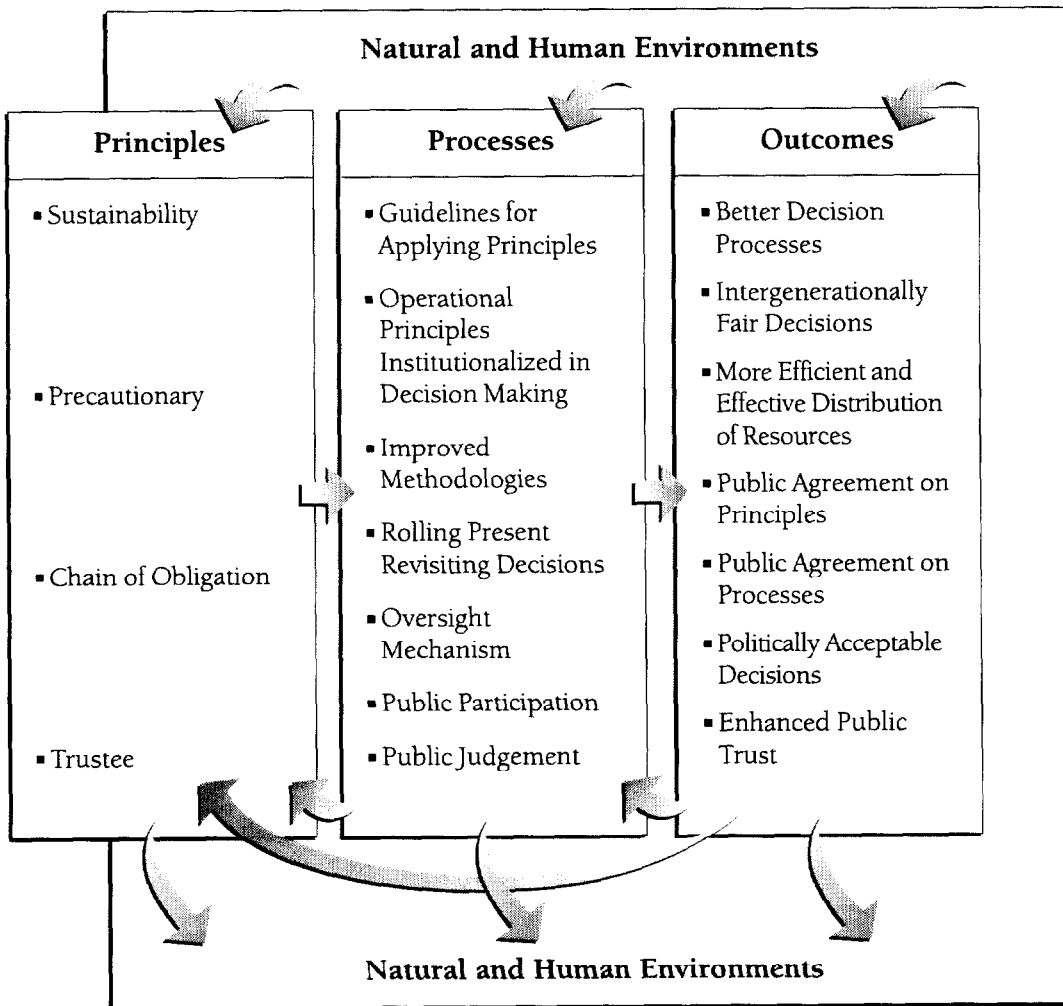 Natural and Human Environments
Principles
▪ Sustainability
▪ Precautionary
▪ Chain of Obligation
▪ Trustee
Processes
▪ Guidelines for
Applying Principles
▪ Operational
Principles
Institutionalized in
Decision Making
▪ Improved
Methodologies
▪ Rolling Present
Revisiting Decisions
▪ Oversight
Mechanism
▪ Public Participation
▪ Public Judgement
Outcomes
▪ Better Decision
Processes
▪ Intergenerationally
Fair Decisions
▪ More Efficient and
Effective Distribution
of Resources
▪ Public Agreement on
Principles
▪ Public Agreement on
Processes
▪ Politically Acceptable
Decisions
▪ Enhanced Public
Trust
Natural and Human Environments